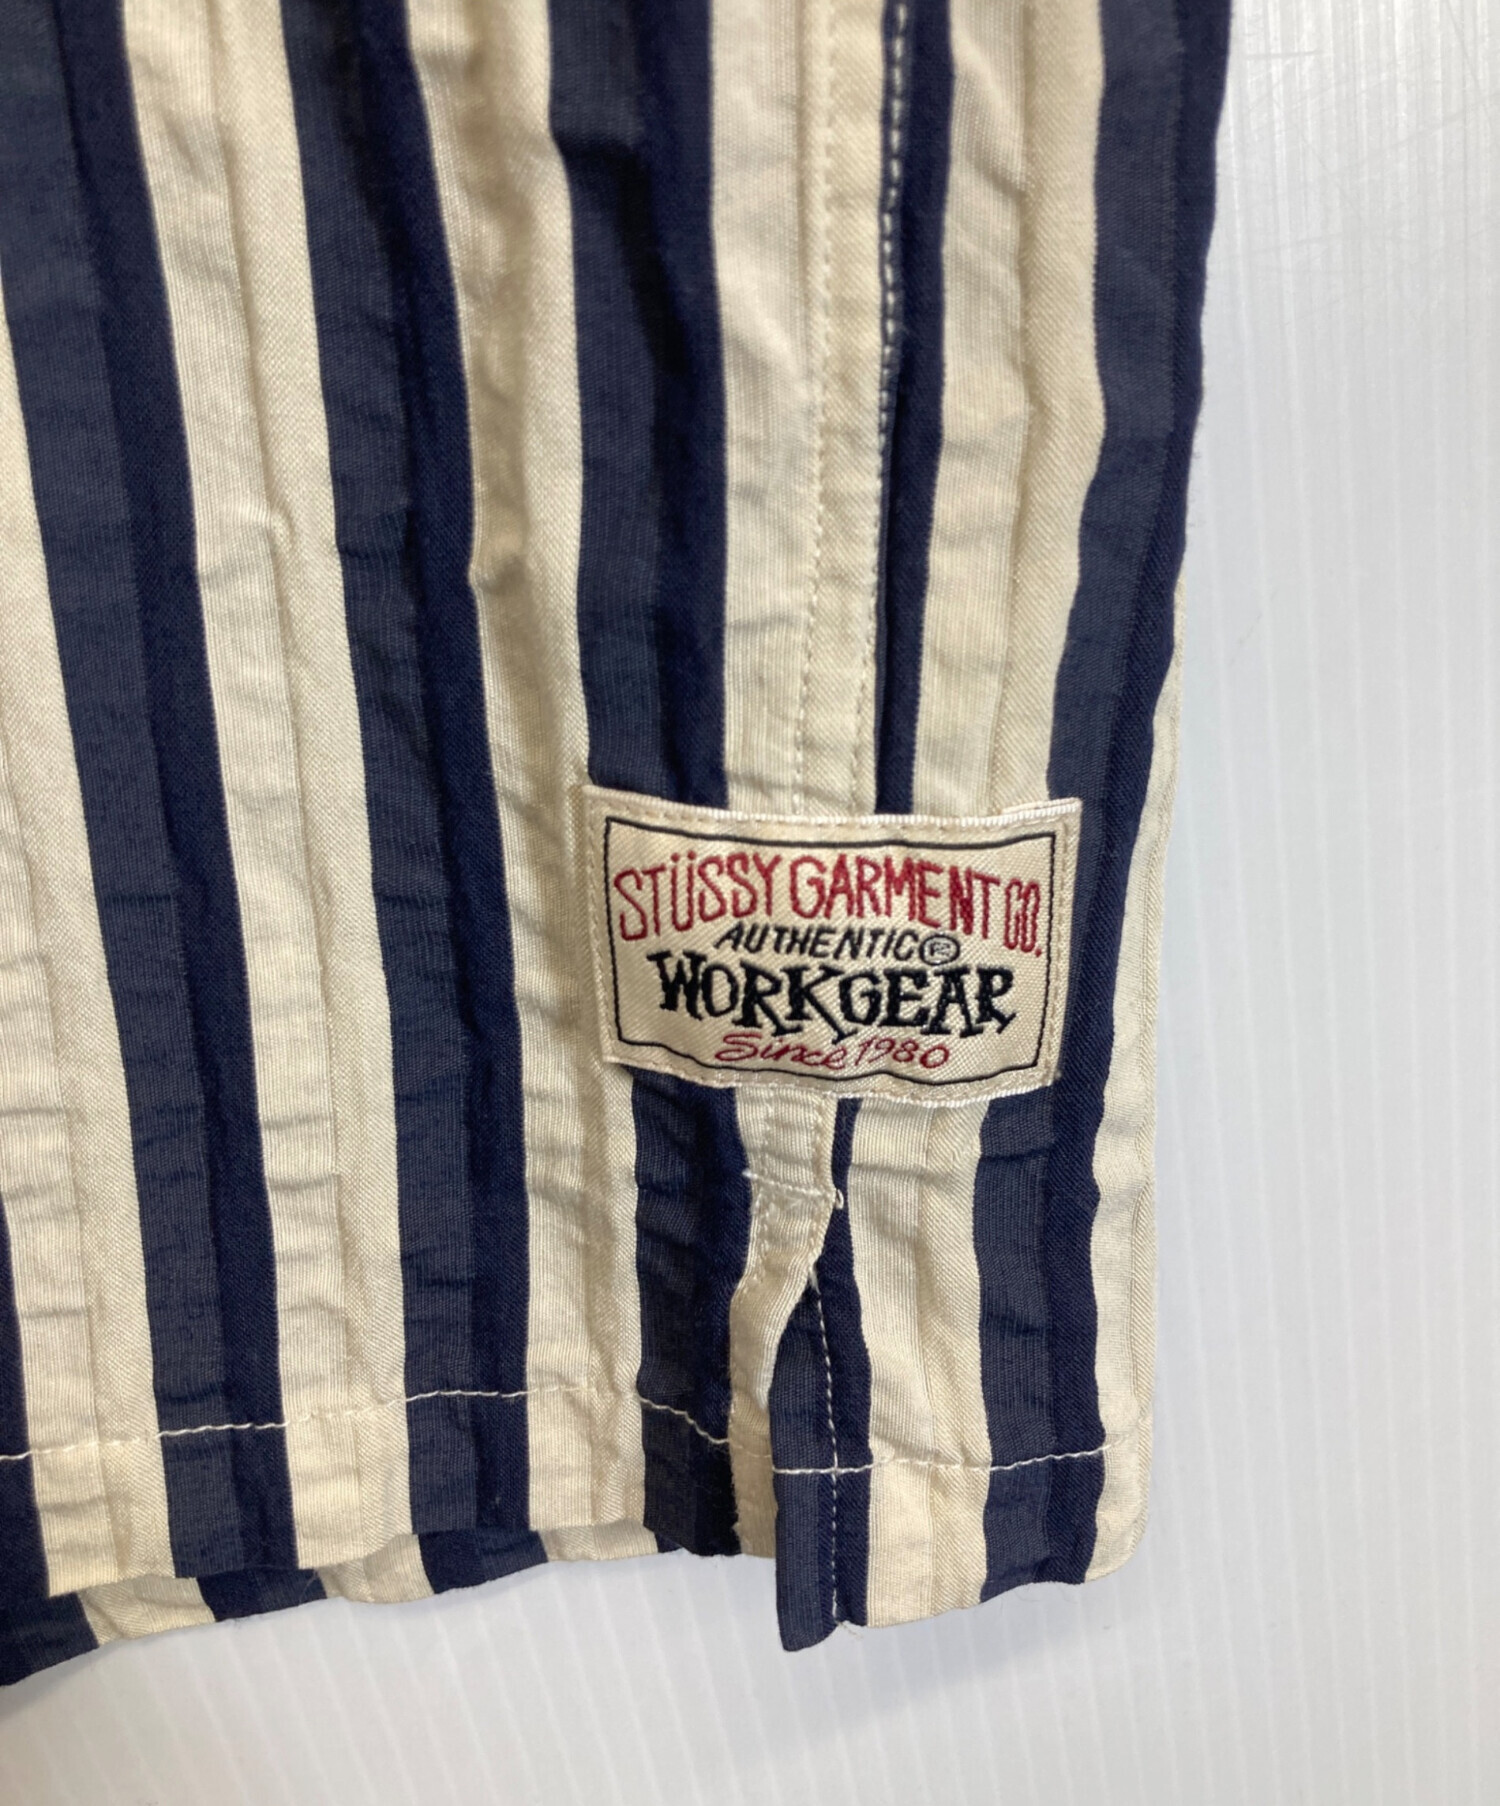 STÜSSY GARMENT CO.
AUTHENTIC®
WORKGEAR
Since 1980